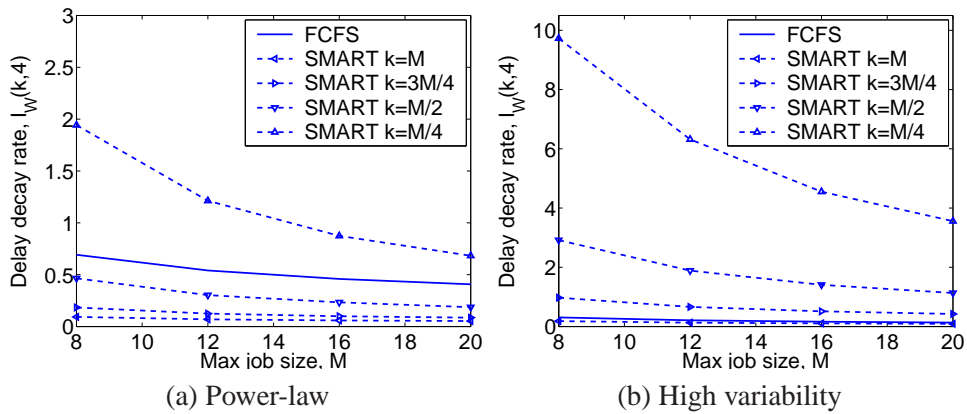 3
2.5
2
1.5
1
0.5
0
Delay decay rate, I_W(k,4)
8 10 12 14 16 18 20
Max job size, M
FCFS
SMART k=M
SMART k=3M/4
SMART k=M/2
SMART k=M/4
(a) Power-law
10
8
6
4
2
0
Delay decay rate, I_W(k,4)
8 10 12 14 16 18 20
Max job size, M
FCFS
SMART k=M
SMART k=3M/4
SMART k=M/2
SMART k=M/4
(b) High variability